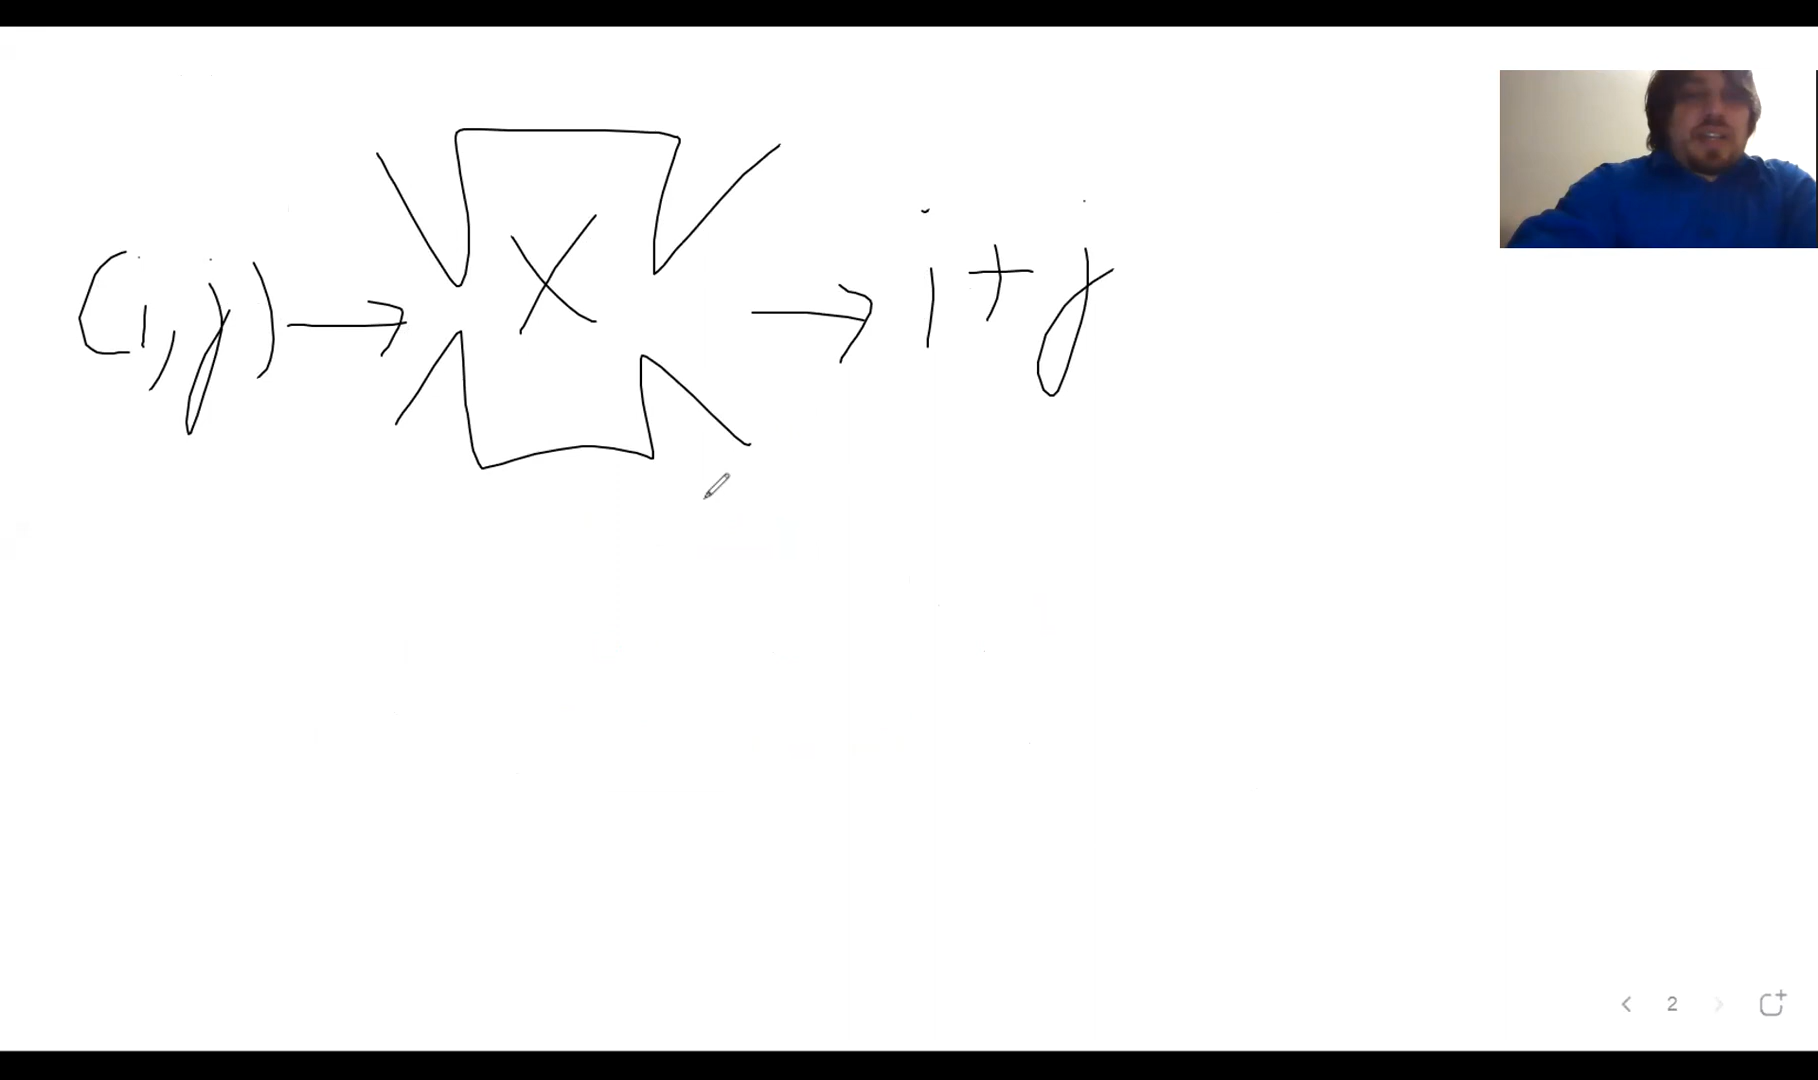 (i,j) → X → i+j
2